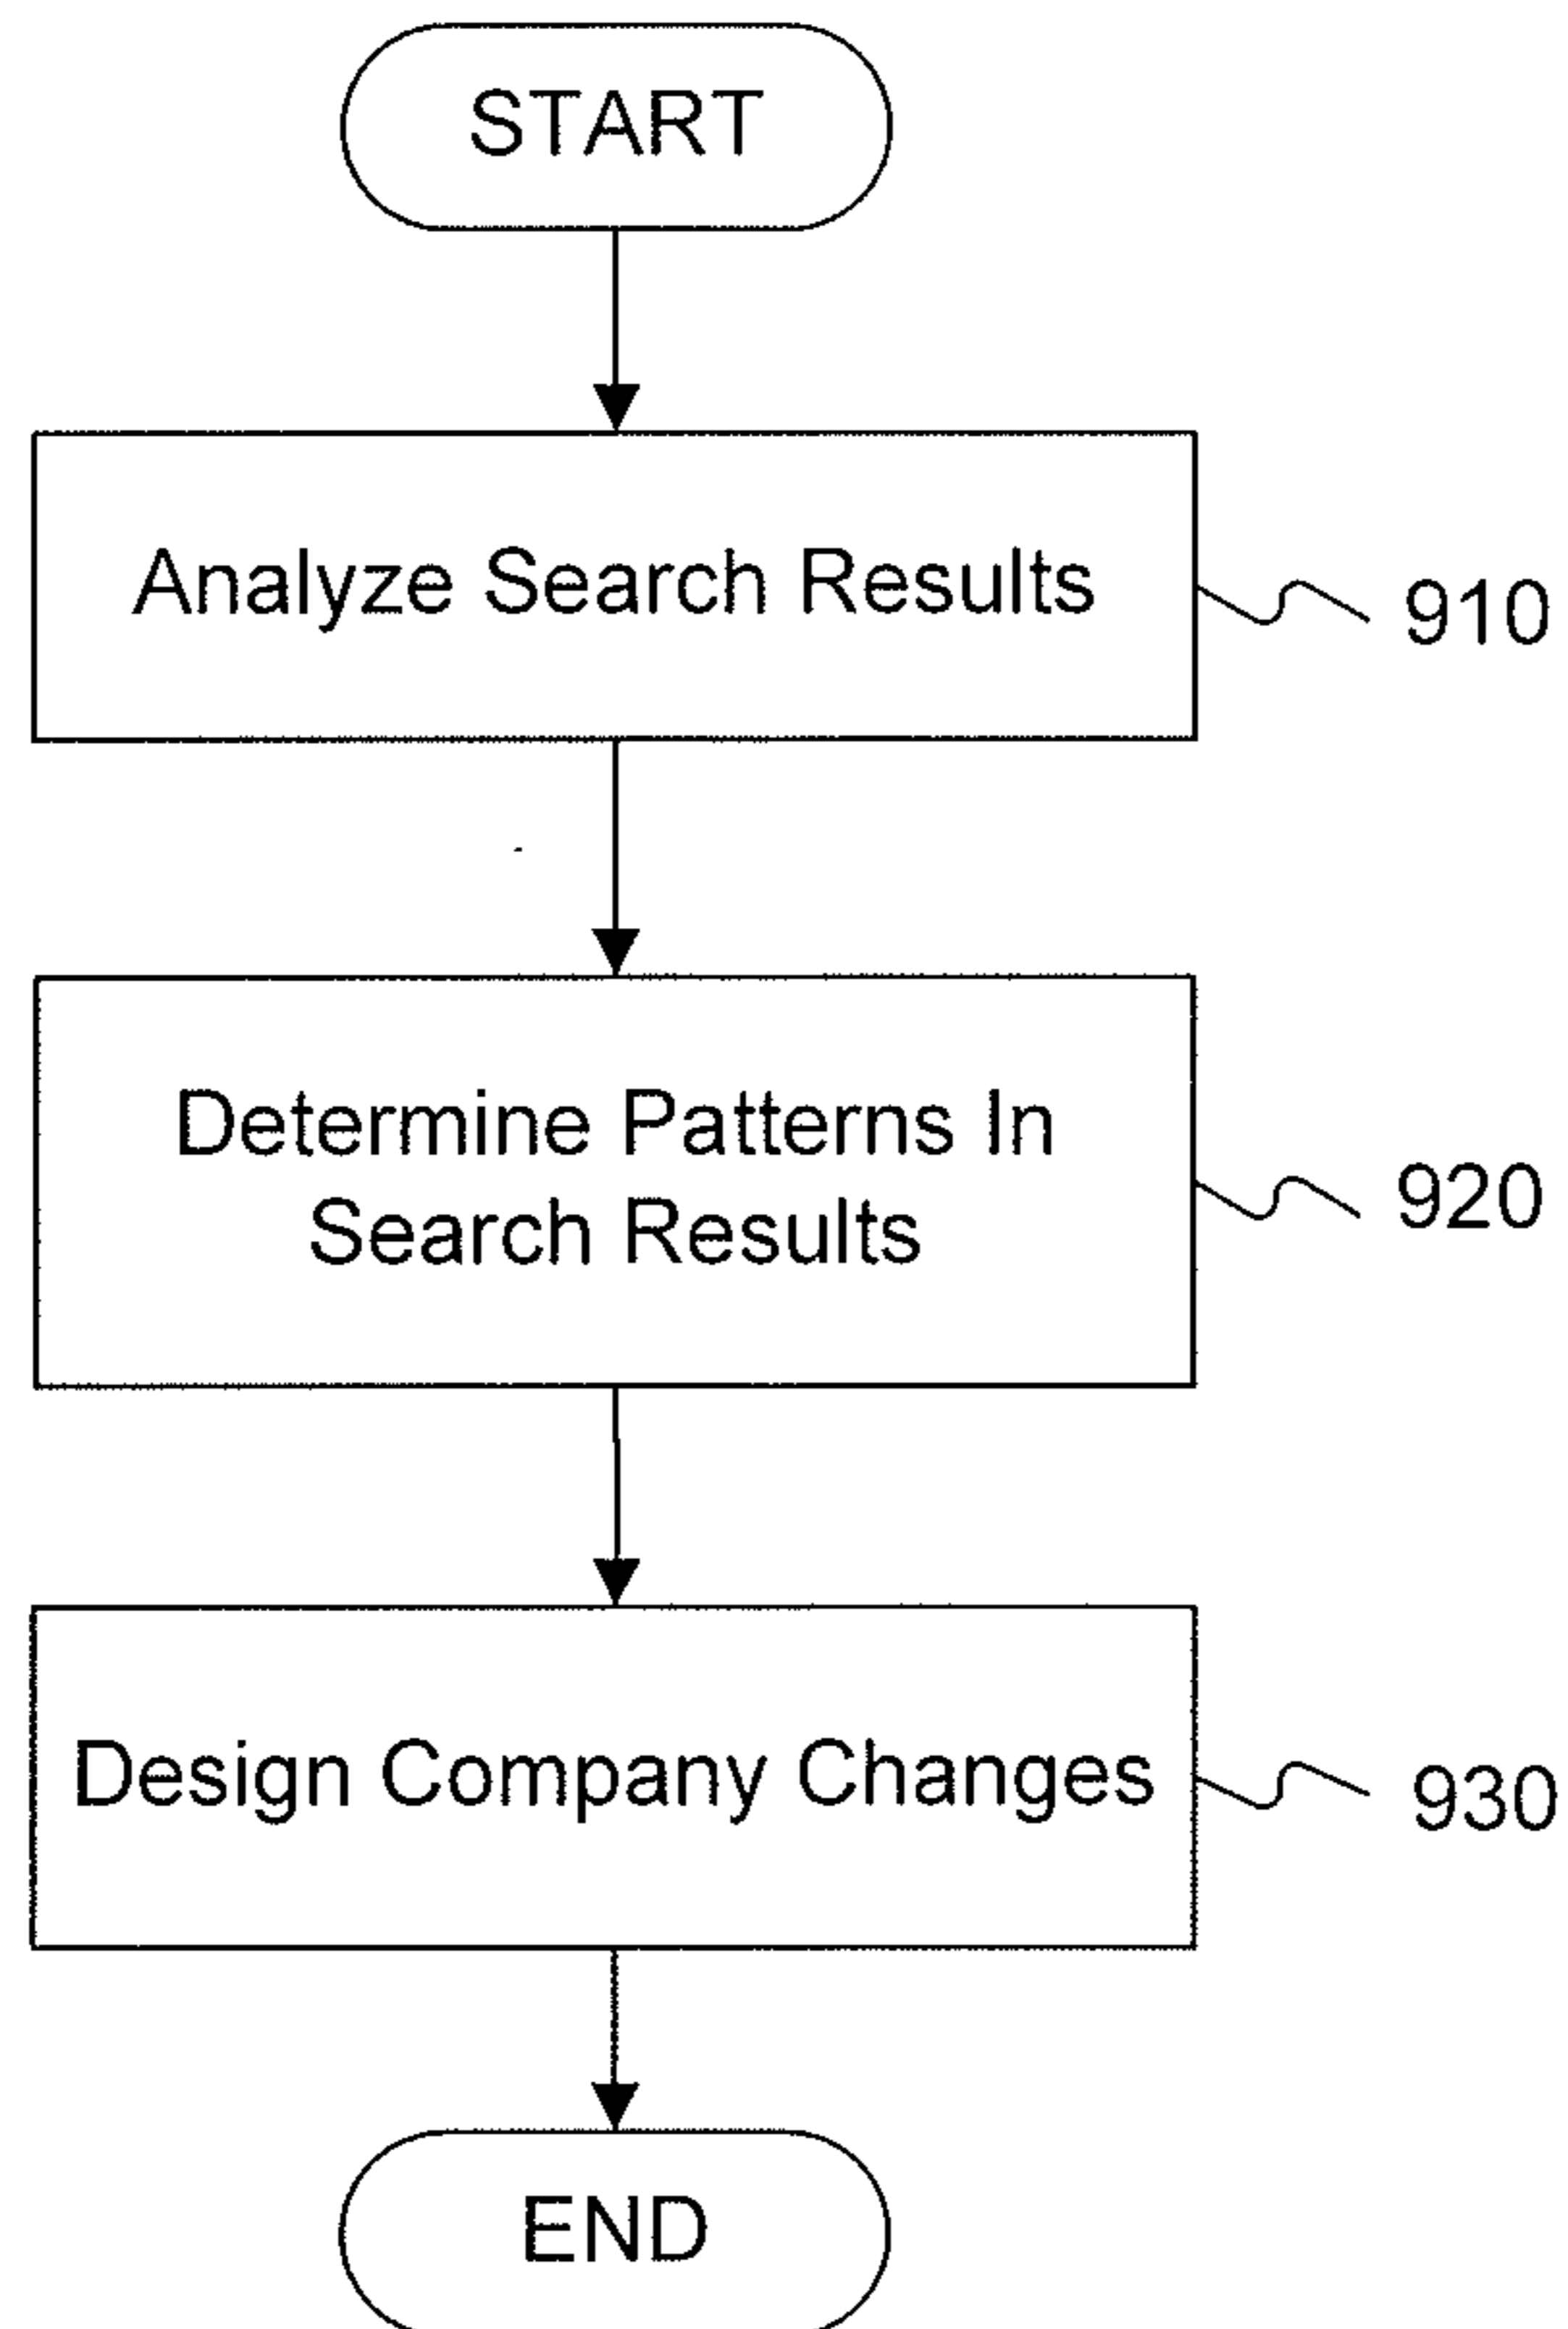 START
Analyze Search Results
910
Determine Patterns In
Search Results
920
Design Company Changes
930
END